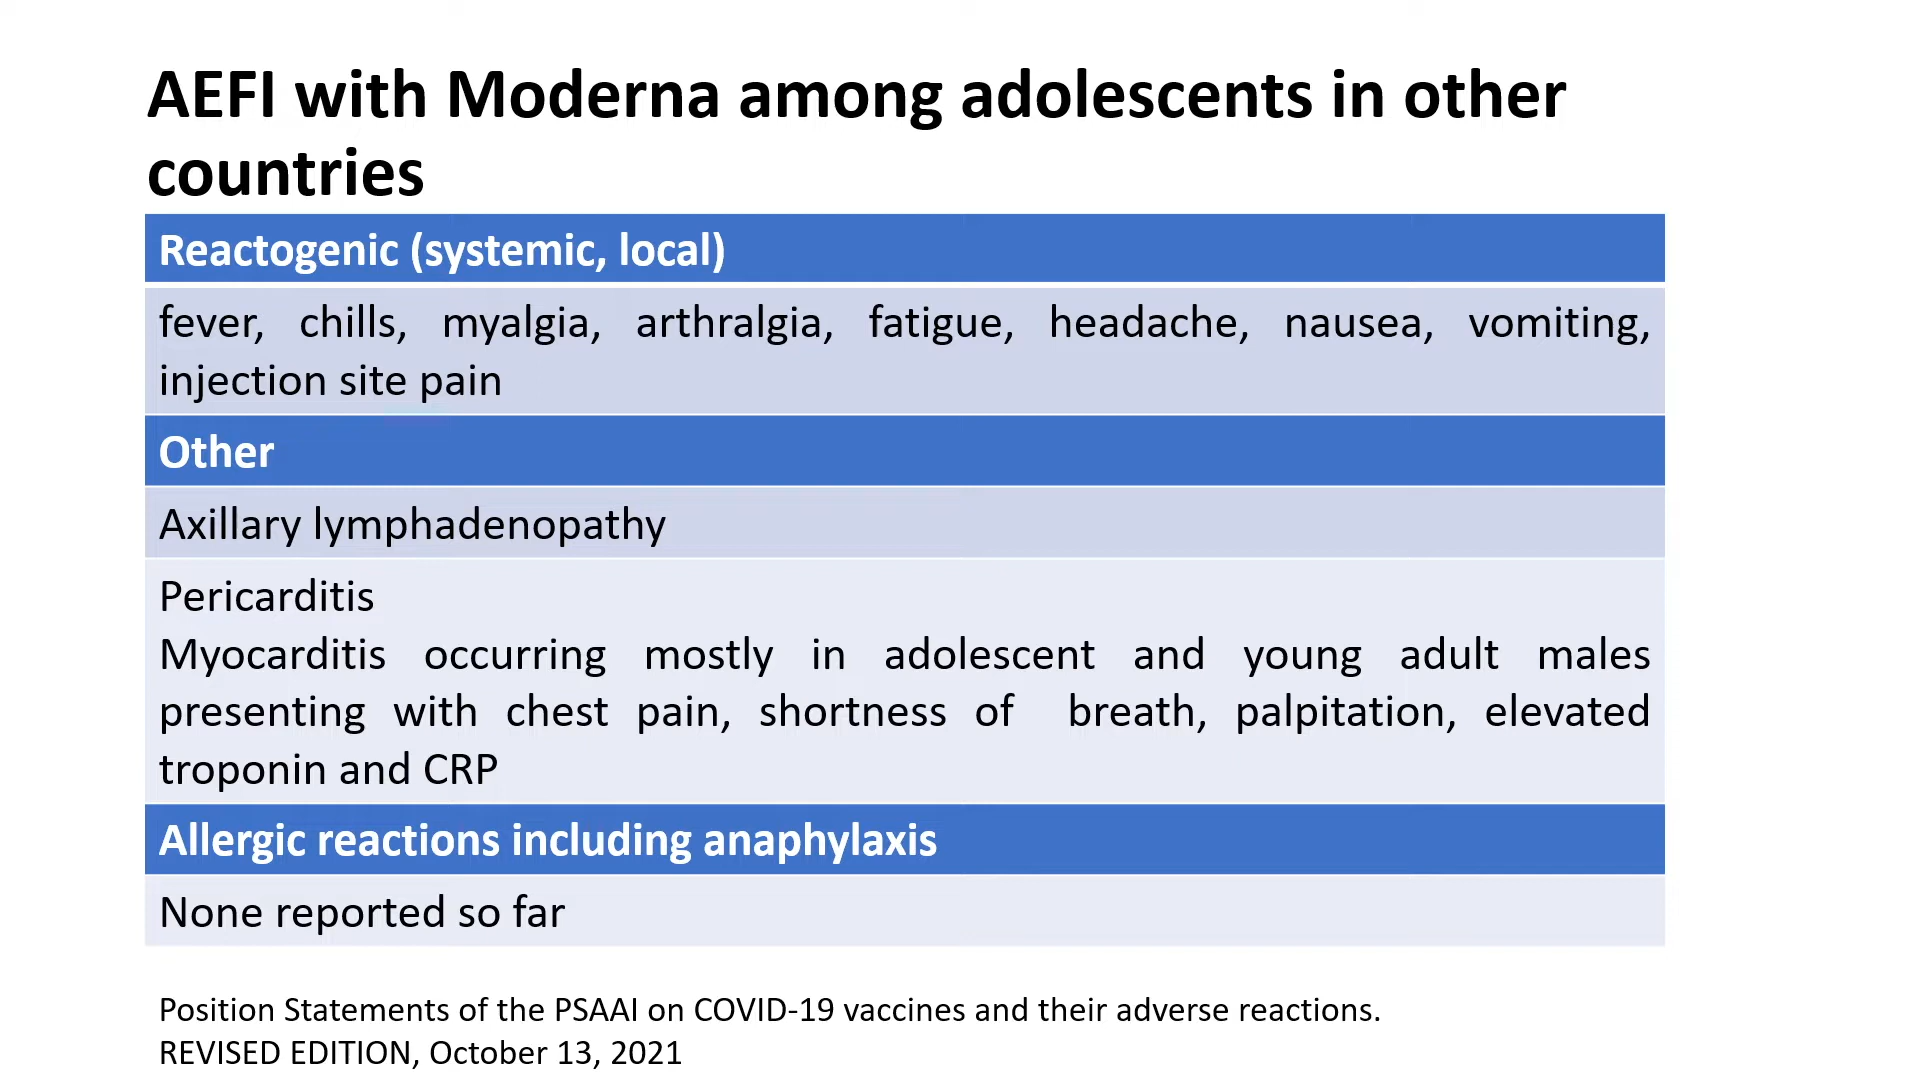 AEFI with Moderna among adolescents in other
countries
Reactogenic (systemic, local)
fever, chills, myalgia, arthralgia, fatigue, headache, nausea, vomiting,
injection site pain
Other
Axillary lymphadenopathy
Pericarditis
Myocarditis occurring mostly in adolescent and young adult males
presenting with chest pain, shortness of breath, palpitation, elevated
troponin and CRP
Allergic reactions including anaphylaxis
None reported so far
Position Statements of the PSAAI on COVID-19 vaccines and their adverse reactions.
REVISED EDITION, October 13, 2021